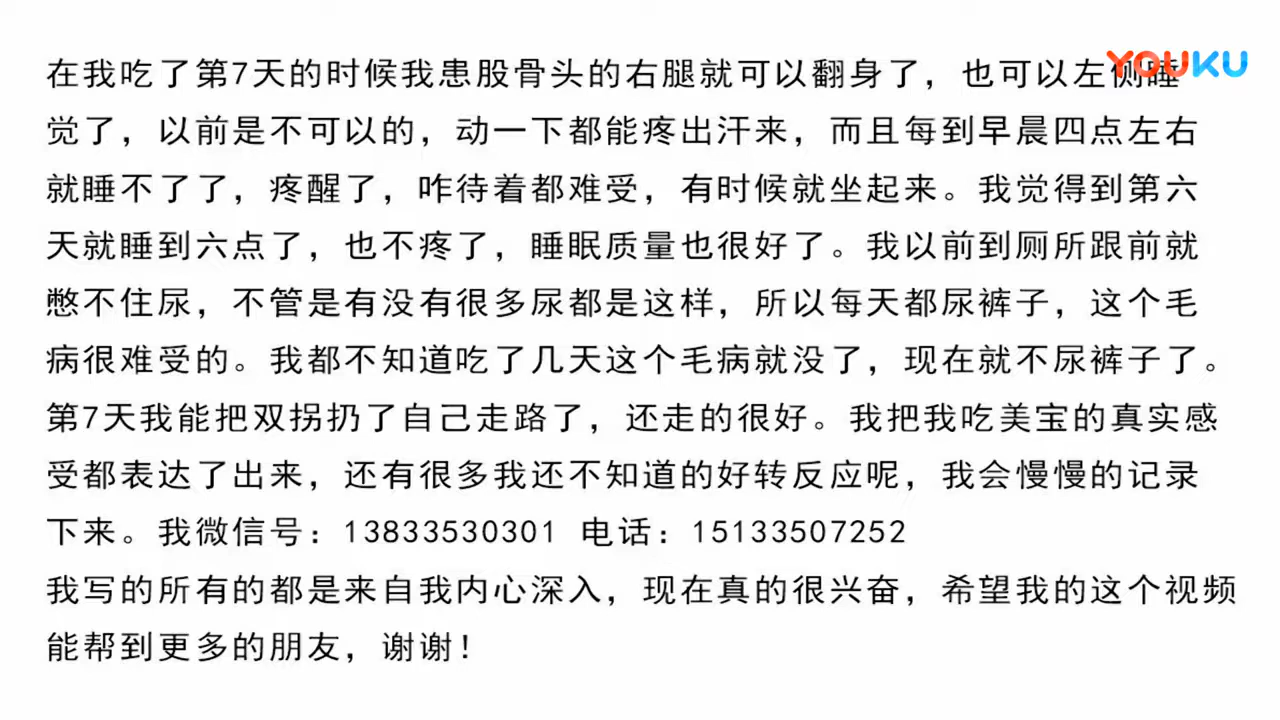 YOUKU
在我吃了第7天的时候我患股骨头的右腿就可以翻身了，也可以左侧睡
觉了，以前是不可以的，动一下都能疼出汗来，而且每到早晨四点左右
就睡不了了，疼醒了，咋待着都难受，有时候就坐起来。我觉得到第六
天就睡到六点了，也不疼了，睡眠质量也很好了。我以前到厕所跟前就
憋不住尿，不管是有没有很多尿都是这样，所以每天都尿裤子，这个毛
病很难受的。我都不知道吃了几天这个毛病就没了，现在就不尿裤子了。
第7天我能把双拐扔了自己走路了，还走的很好。我把我吃美宝的真实感
受都表达了出来，还有很多我还不知道的好转反应呢，我会慢慢的记录
下来。我微信号：13833530301 电话：15133507252
我写的所有的都是来自我内心深入，现在真的很兴奋，希望我的这个视频
能帮到更多的朋友，谢谢！